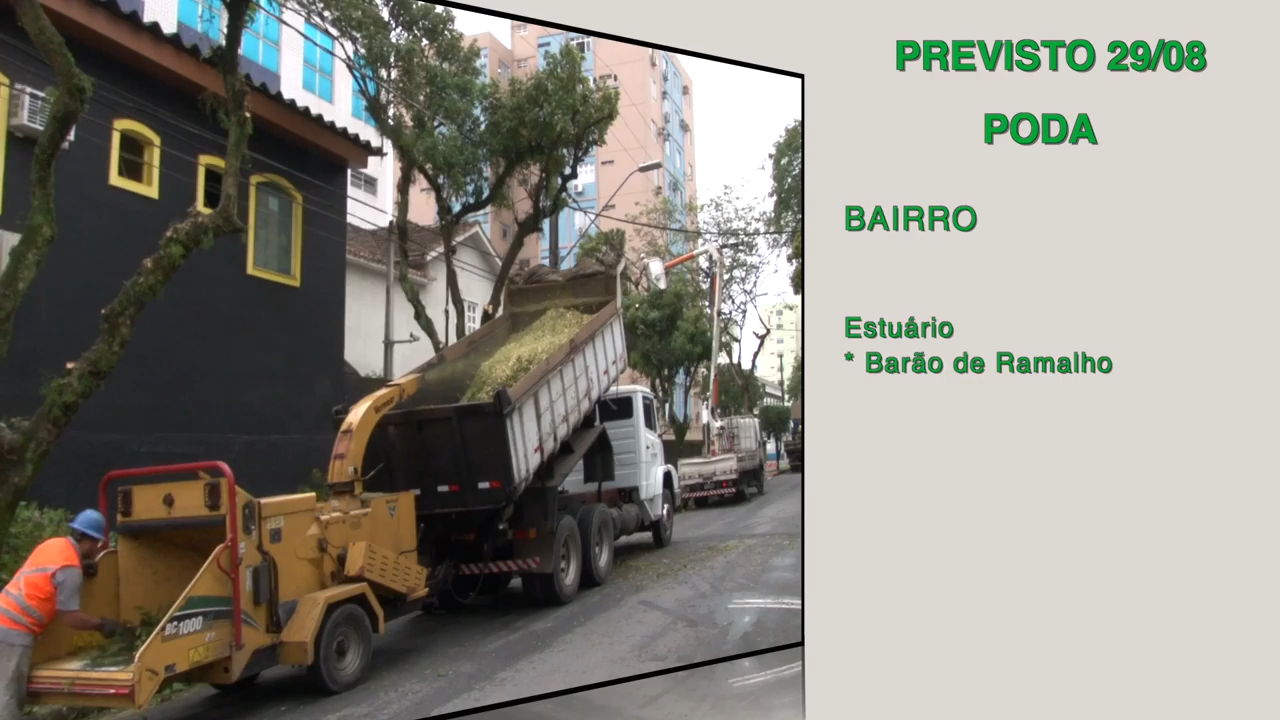 PREVISTO 29/08
PODA
BAIRRO
Estuário
* Barão de Ramalho
BC1000